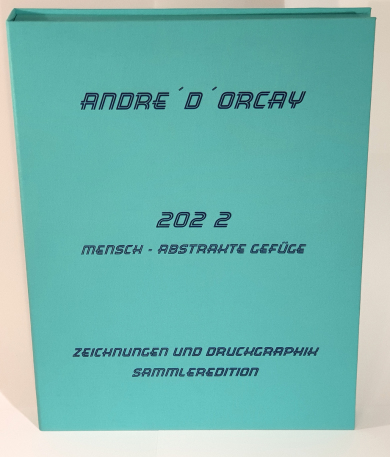 ANDRE´D´ORCAY
202 2
MENSCH - ABSTRAKTE GEFÜGE
ZEICHNUNGEN UND DRUCKGRAPHIK
SAMMLEREDITION